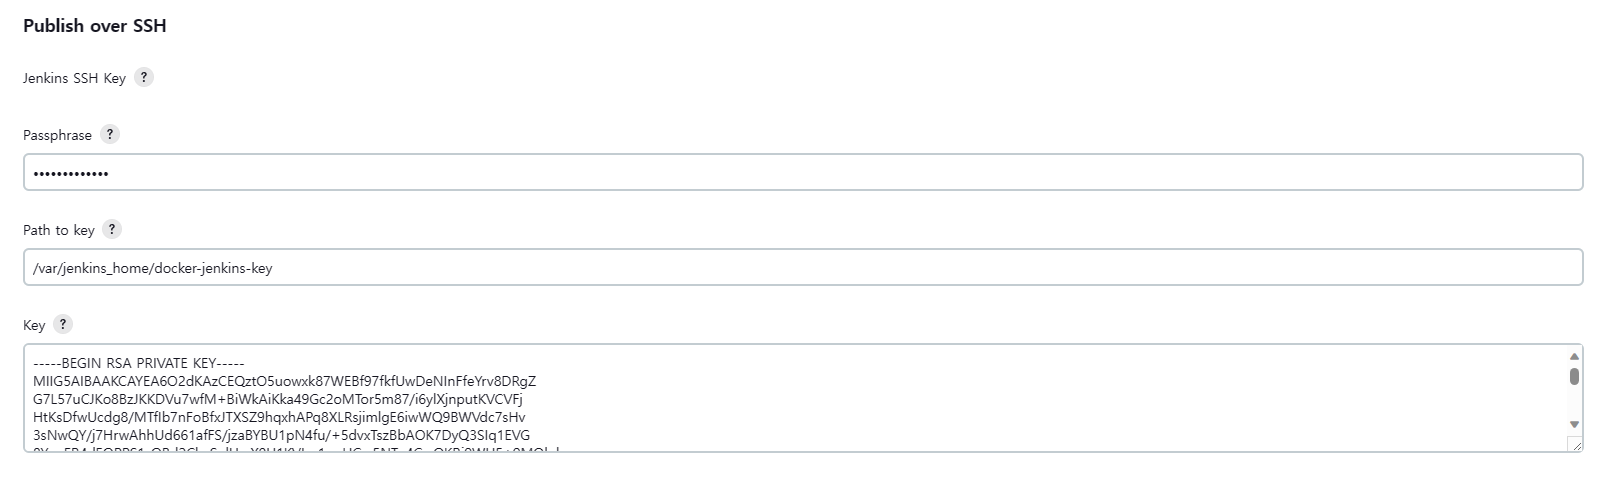 Publish over SSH
Jenkins SSH Key ?
Passphrase ?
•••••••••••••
Path to key ?
/var/jenkins_home/docker-jenkins-key
Key ?
-----BEGIN RSA PRIVATE KEY-----
MIIG5AIBAAKCAYEA6O2dKAzCEQztO5uowxk87WEBf97fkfUwDeNInFfeYrv8DRgZ
G7L57uCJKo8BzJKKDVu7wfM+BiWkAiKka49Gc2oMTor5m87/i6ylXjnputKVCVFj
HtKsDfwUcdg8/MTfIb7nFoBfxJTXSZ9hqxhAPq8XLRsjimlgE6iwWQ9BWVdc7sHv
3sNwQY/j7HrwAhhUd661afFS/jzaBYBU1pN4fu/+5dvxTszBbAOK7DyQ3SIq1EVG